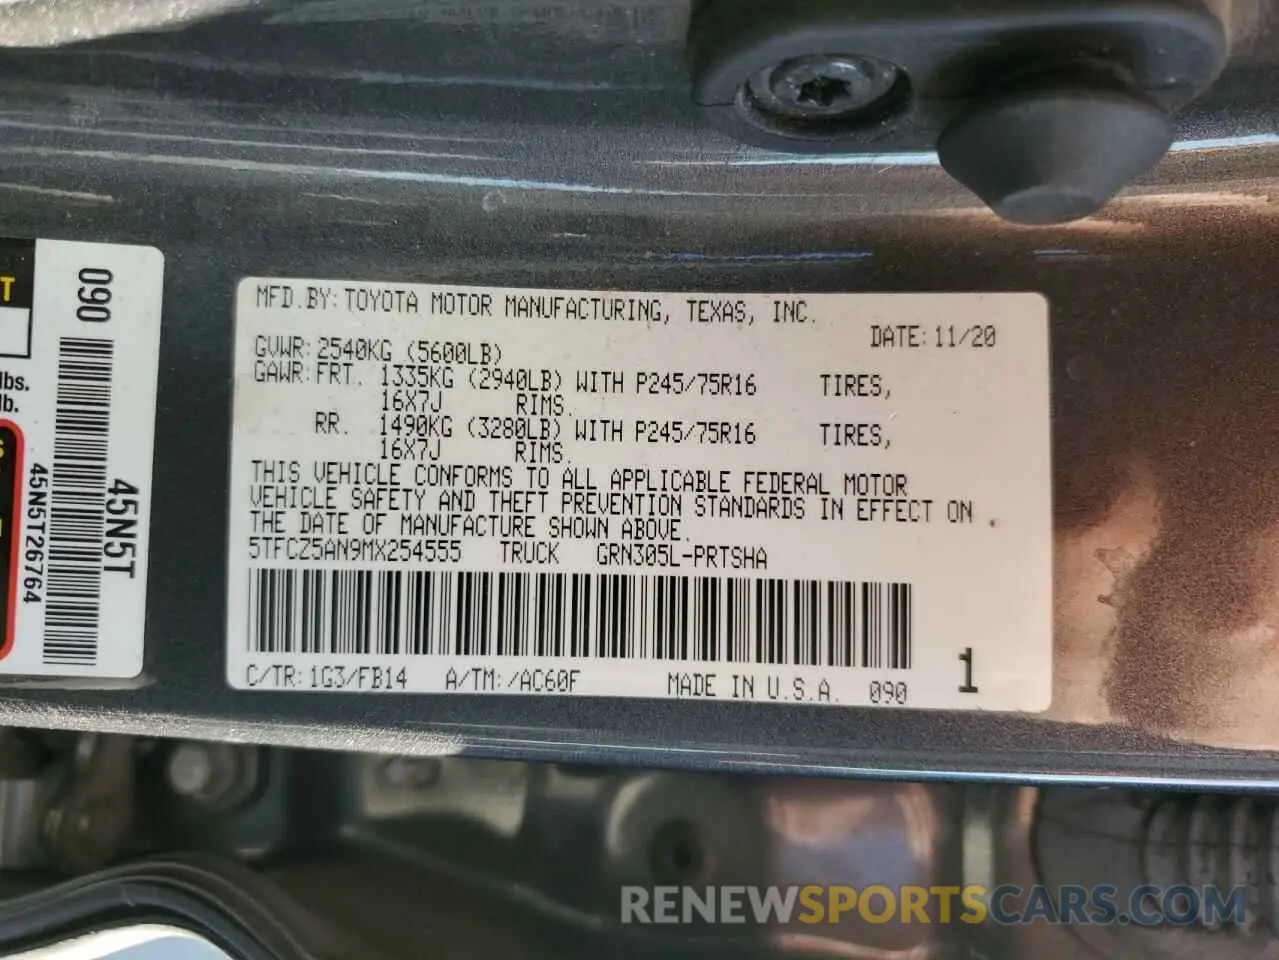 MFD.BY: TOYOTA MOTOR MANUFACTURING, TEXAS, INC.
DATE: 11/20
GVWR: 2540KG (5600LB)
GAWR: FRT. 1335KG (2940LB) WITH P245/75R16 TIRES,
16X7J RIMS.
RR. 1490KG (3280LB) WITH P245/75R16 TIRES,
16X7J RIMS.
THIS VEHICLE CONFORMS TO ALL APPLICABLE FEDERAL MOTOR
VEHICLE SAFETY AND THEFT PREVENTION STANDARDS IN EFFECT ON
THE DATE OF MANUFACTURE SHOWN ABOVE.
5TFCZ5AN9MX254555 TRUCK GRN305L-PRTSHA
C/TR: 1G3/FB14 A/TM: /AC60F MADE IN U.S.A. 090
1
090
45N5T
45N5T26764
lbs.
lb.
RENEWSPORTSCARS.COM